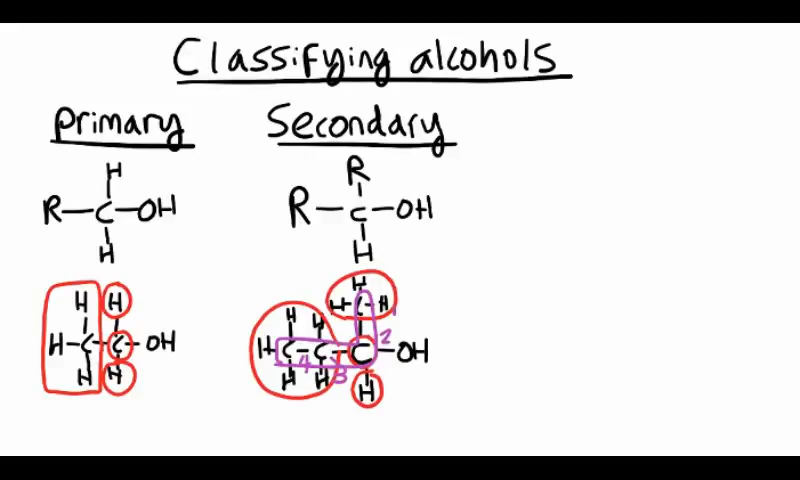 Classifying alcohols
Primary Secondary
H R
R—C—OH R—C—OH
H H
H
H H H—C—H 1
H H 2
H—C—C—OH H—C—C—C—OH
4 3
H H H H H